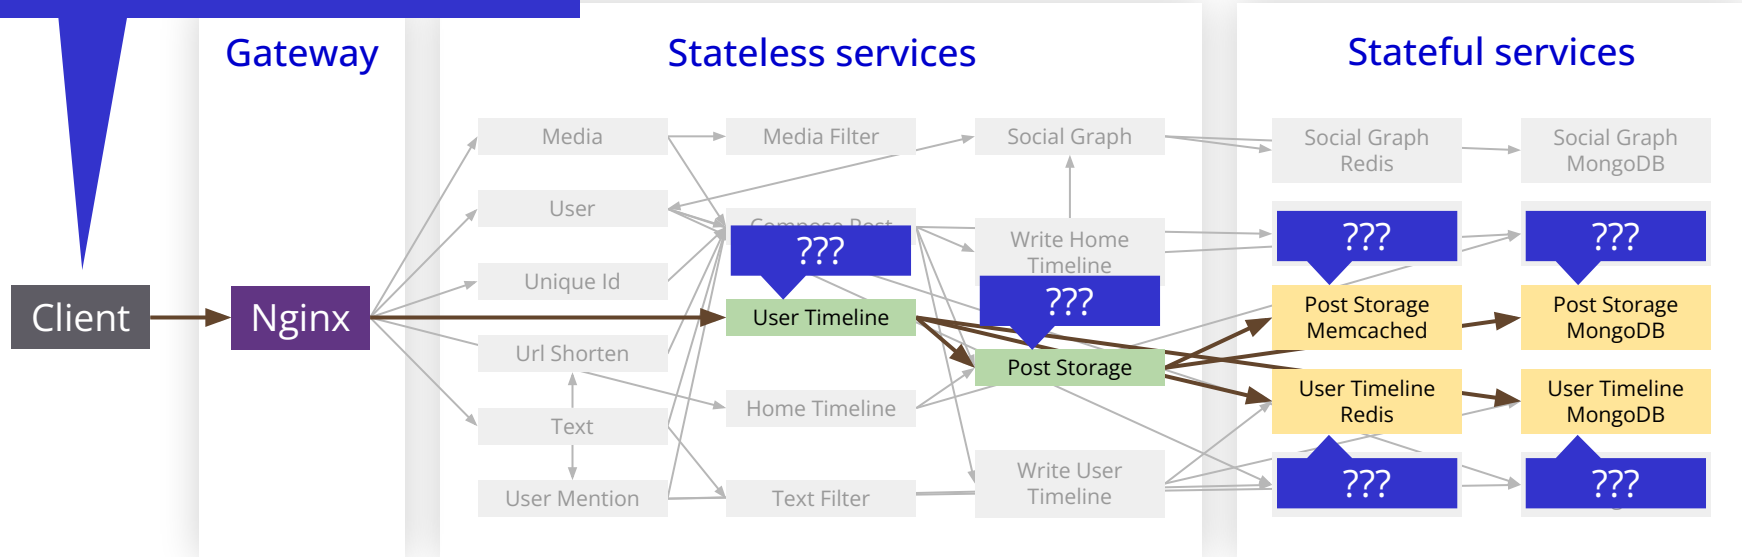 Gateway
Stateless services
Stateful services
Media
Media Filter
Social Graph
Social Graph
Redis
Social Graph
MongoDB
User
Compose Post
???
Write Home
Timeline
???
???
Unique Id
???
Client
Nginx
User Timeline
Post Storage
Memcached
Post Storage
MongoDB
Url Shorten
Post Storage
Home Timeline
User Timeline
Redis
User Timeline
MongoDB
Text
User Mention
Text Filter
Write User
Timeline
???
???